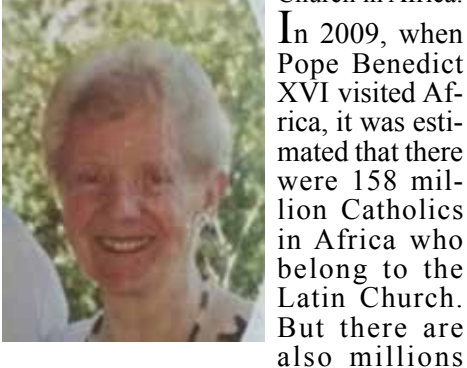 Church in Africa.
In 2009, when
Pope Benedict
XVI visited Af-
rica, it was esti-
mated that there
were 158 mil-
lion Catholics
in Africa who
belong to the
Latin Church.
But there are
also millions